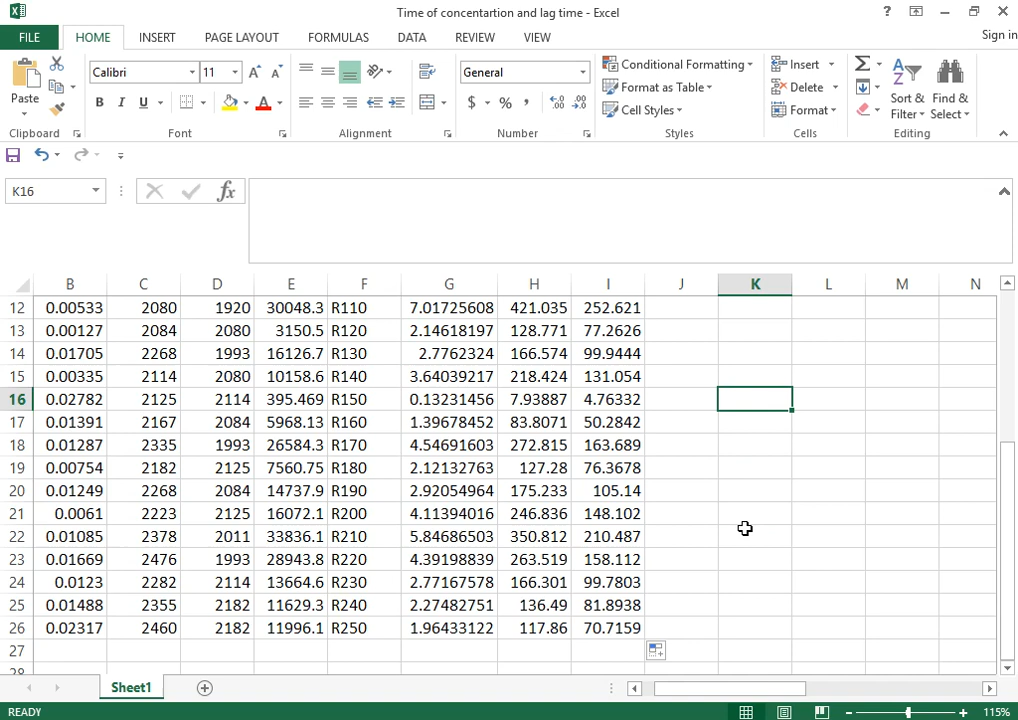 Time of concentartion and lag time - Excel
?
FILE HOME INSERT PAGE LAYOUT FORMULAS DATA REVIEW VIEW Sign in
Calibri 11 General
Paste
B I U A $ % ,
Conditional Formatting
Format as Table
Cell Styles
Insert
Delete
Format
Sort & Filter
Find & Select
Clipboard Font Alignment Number Styles Cells Editing
K16 fx
B C D E F G H I J K L M N
12 0.00533 2080 1920 30048.3 R110 7.01725608 421.035 252.621
13 0.00127 2084 2080 3150.5 R120 2.14618197 128.771 77.2626
14 0.01705 2268 1993 16126.7 R130 2.7762324 166.574 99.9444
15 0.00335 2114 2080 10158.6 R140 3.64039217 218.424 131.054
16 0.02782 2125 2114 395.469 R150 0.13231456 7.93887 4.76332
17 0.01391 2167 2084 5968.13 R160 1.39678452 83.8071 50.2842
18 0.01287 2335 1993 26584.3 R170 4.54691603 272.815 163.689
19 0.00754 2182 2125 7560.75 R180 2.12132763 127.28 76.3678
20 0.01249 2268 2084 14737.9 R190 2.92054964 175.233 105.14
21 0.0061 2223 2125 16072.1 R200 4.11394016 246.836 148.102
22 0.01085 2378 2011 33836.1 R210 5.84686503 350.812 210.487
23 0.01669 2476 1993 28943.8 R220 4.39198839 263.519 158.112
24 0.0123 2282 2114 13664.6 R230 2.77167578 166.301 99.7803
25 0.01488 2355 2182 11629.3 R240 2.27482751 136.49 81.8938
26 0.02317 2460 2182 11996.1 R250 1.96433122 117.86 70.7159
27
28
Sheet1
READY 115%